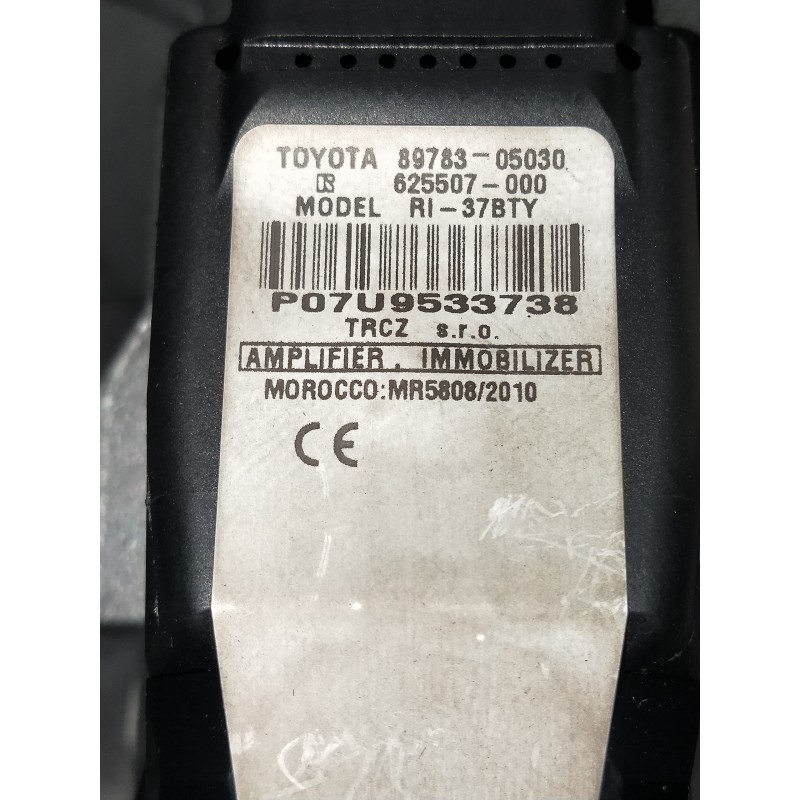 TOYOTA 89783-05030
625507-000
MODEL RI-37BTY
P07U9533738
TRCZ s.r.o.
AMPLIFIER, IMMOBILIZER
MOROCCO:MR5808/2010
CE